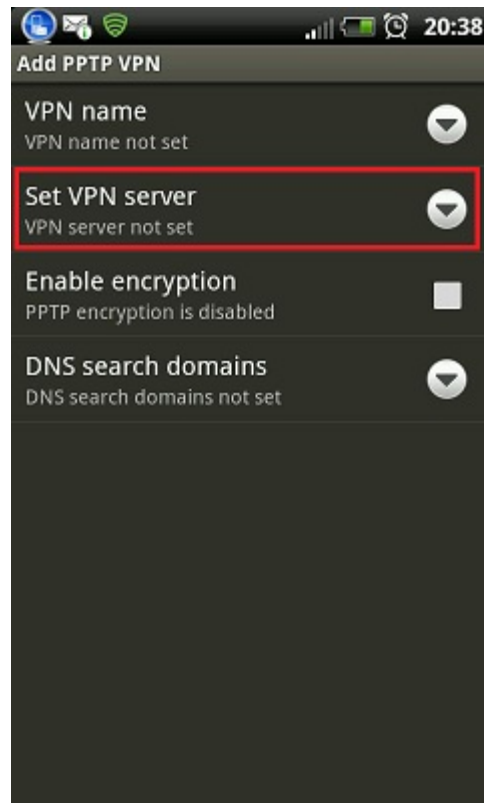 20:38
Add PPTP VPN
VPN name
VPN name not set
Set VPN server
VPN server not set
Enable encryption
PPTP encryption is disabled
DNS search domains
DNS search domains not set